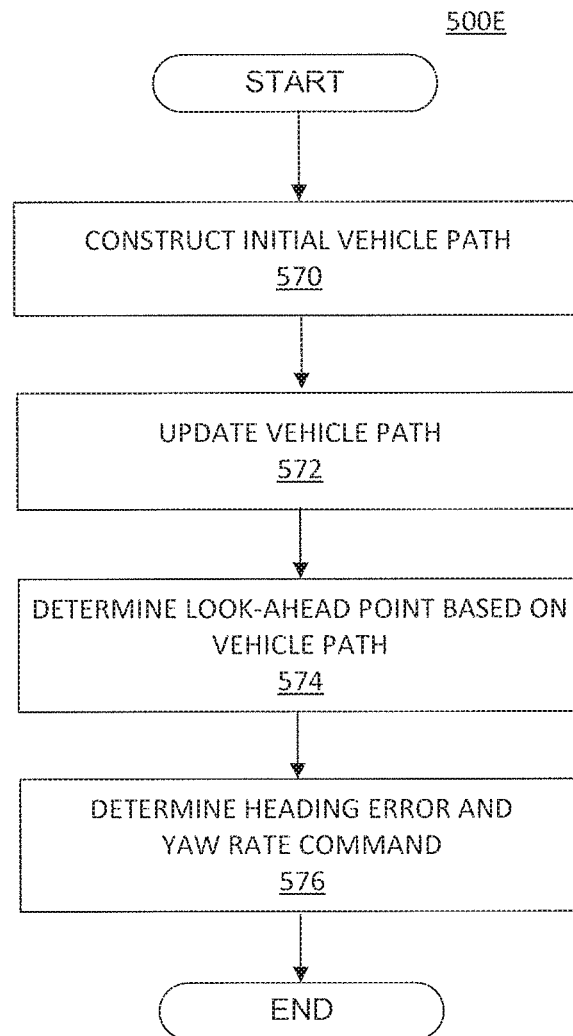 500E
START
CONSTRUCT INITIAL VEHICLE PATH
570
UPDATE VEHICLE PATH
572
DETERMINE LOOK-AHEAD POINT BASED ON
VEHICLE PATH
574
DETERMINE HEADING ERROR AND
YAW RATE COMMAND
576
END